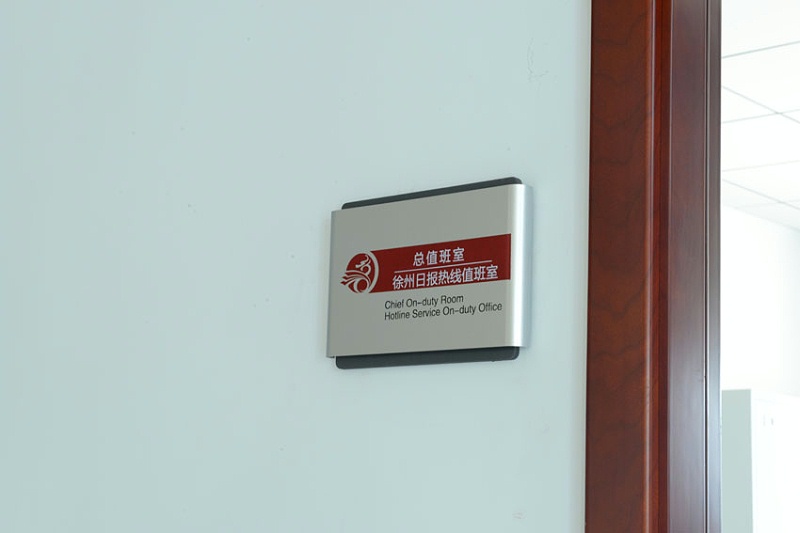 总值班室
徐州日报热线值班室
Chief On-duty Room
Hotline Service On-duty Office